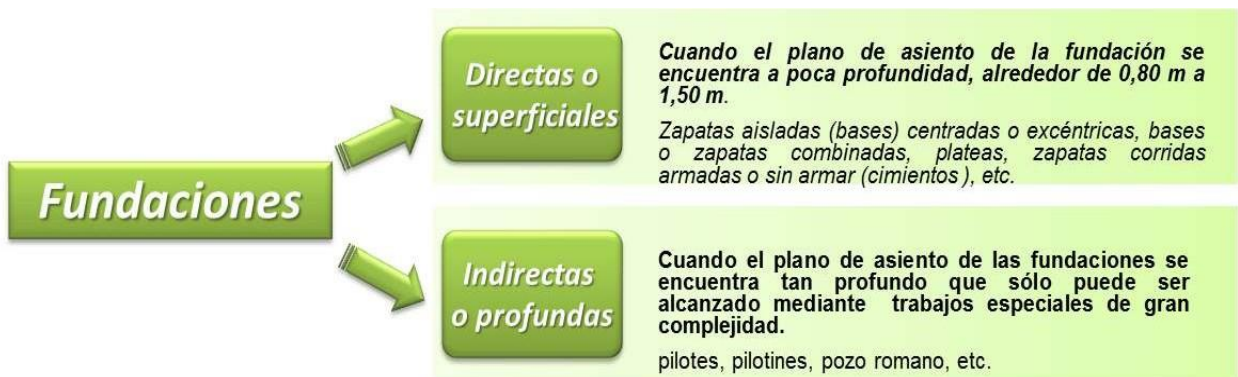 Fundaciones
Directas o
superficiales
Cuando el plano de asiento de la fundación se
encuentra a poca profundidad, alrededor de 0,80 m a
1,50 m.
Zapatas aisladas (bases) centradas o excéntricas, bases
o zapatas combinadas, plateas, zapatas corridas
armadas o sin armar (cimientos), etc.
Indirectas
o profundas
Cuando el plano de asiento de las fundaciones se
encuentra tan profundo que sólo puede ser
alcanzado mediante trabajos especiales de gran
complejidad.
pilotes, pilotines, pozo romano, etc.